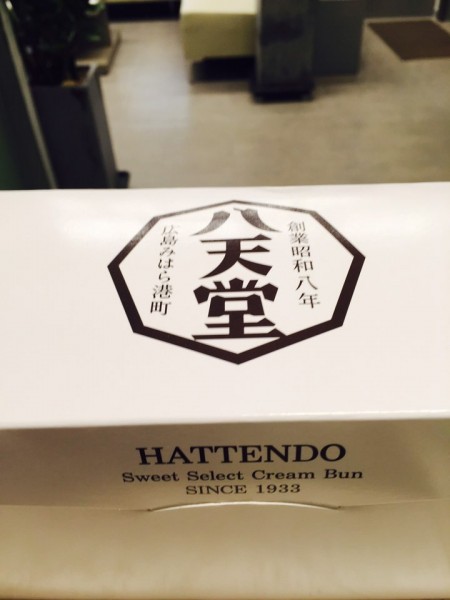 創業昭和八年
八天堂
広島みはら港町
HATTENDO
Sweet Select Cream Bun
SINCE 1933